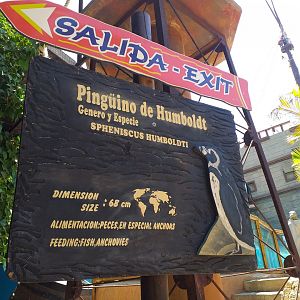 SALIDA - EXIT
Pingüino de Humboldt
Genero y Especie
SPHENISCUS HUMBOLDTI
DIMENSION
SIZE : 68 cm
ALIMENTACION:PECES,EN ESPECIAL ANCHOAS
FEEDING:FISH,ANCHOVIES